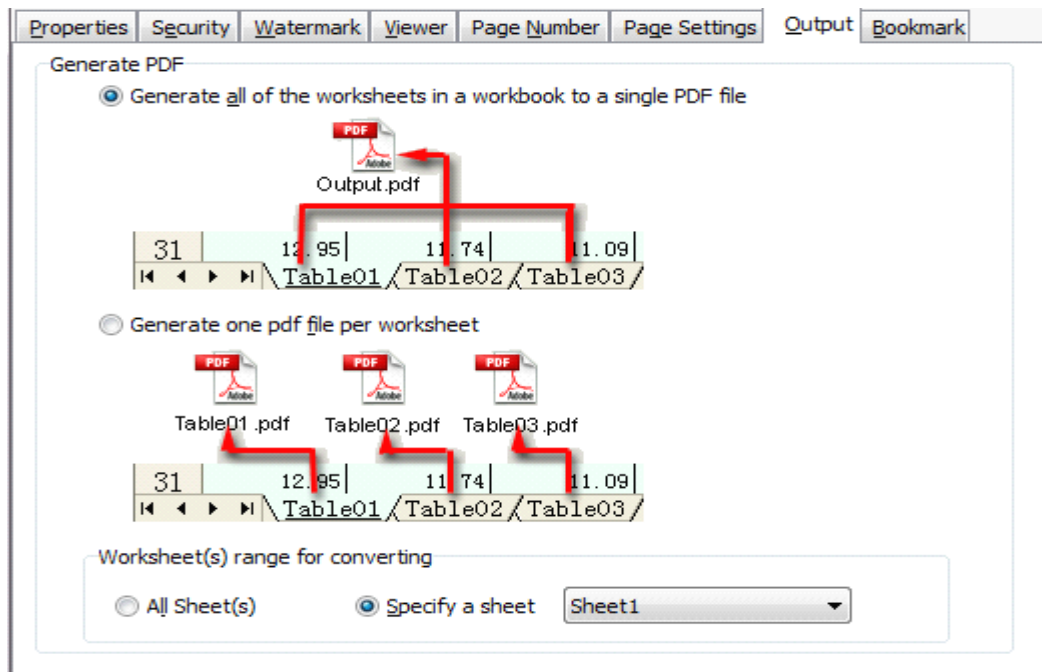 Properties Security Watermark Viewer Page Number Page Settings Output Bookmark
Generate PDF
Generate all of the worksheets in a workbook to a single PDF file
PDF
Adobe
Output.pdf
31 12.95 11.74 11.09
Table01 Table02 Table03
Generate one pdf file per worksheet
PDF PDF PDF
Adobe Adobe Adobe
Table01.pdf Table02.pdf Table03.pdf
31 12.95 11.74 11.09
Table01 Table02 Table03
Worksheet(s) range for converting
All Sheet(s) Specify a sheet Sheet1